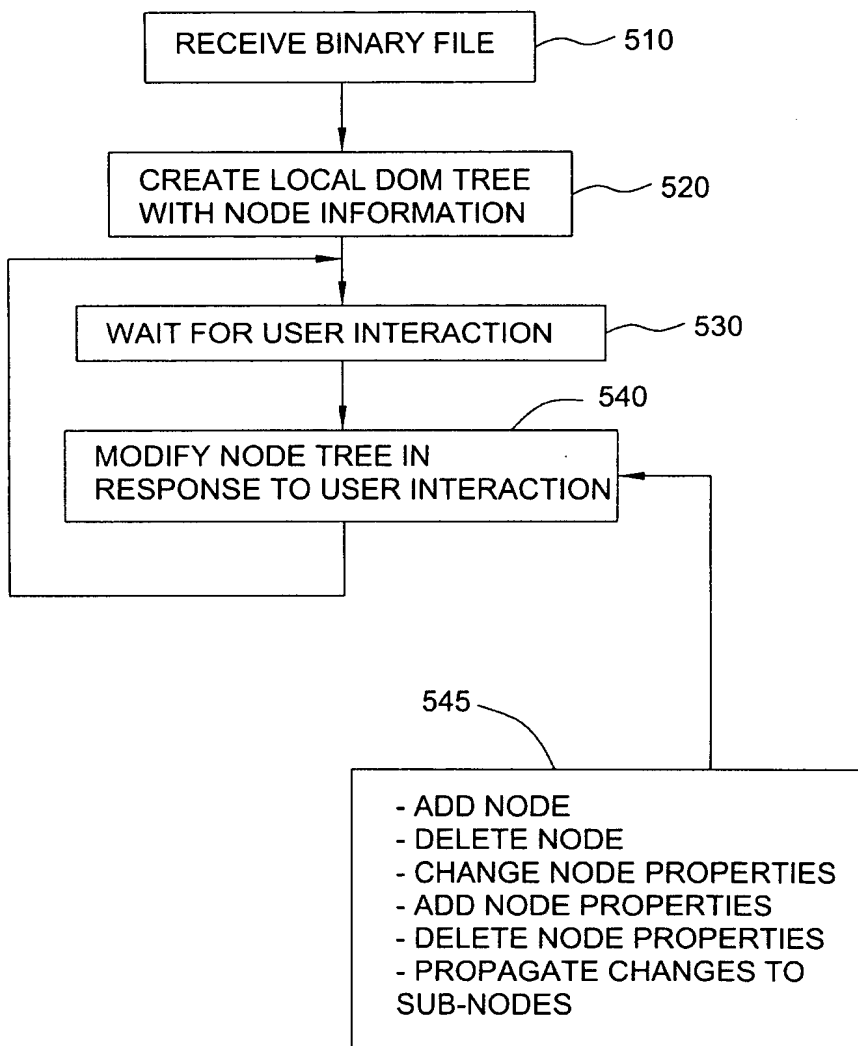 RECEIVE BINARY FILE
510
CREATE LOCAL DOM TREE
WITH NODE INFORMATION
520
WAIT FOR USER INTERACTION
530
540
MODIFY NODE TREE IN
RESPONSE TO USER INTERACTION
545
- ADD NODE
- DELETE NODE
- CHANGE NODE PROPERTIES
- ADD NODE PROPERTIES
- DELETE NODE PROPERTIES
- PROPAGATE CHANGES TO
SUB-NODES